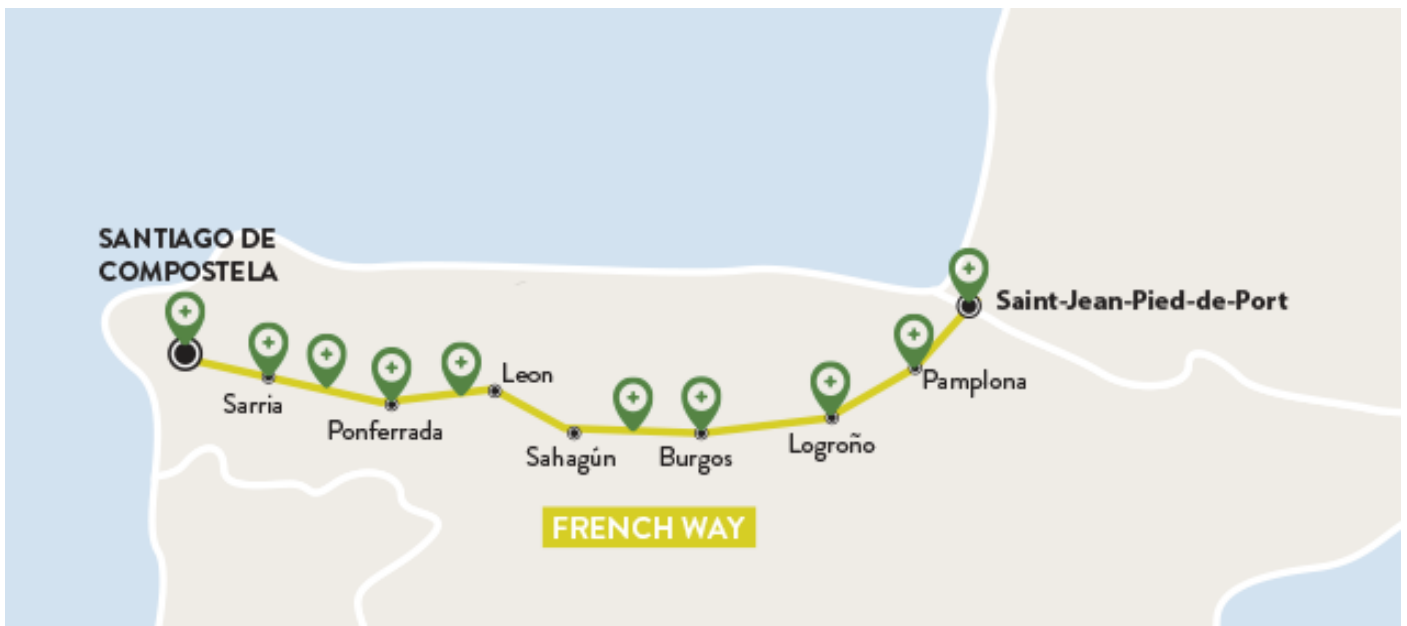 SANTIAGO DE
COMPOSTELA
Saint-Jean-Pied-de-Port
Leon
Pamplona
Sarria
Ponferrada
Sahagún
Burgos
Logroño
FRENCH WAY